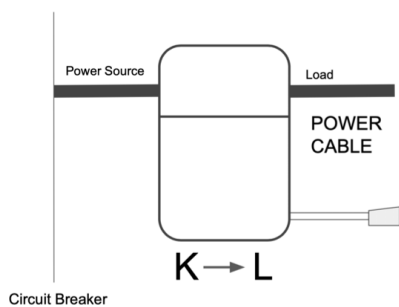 Power Source
Load
POWER
CABLE
K → L
Circuit Breaker